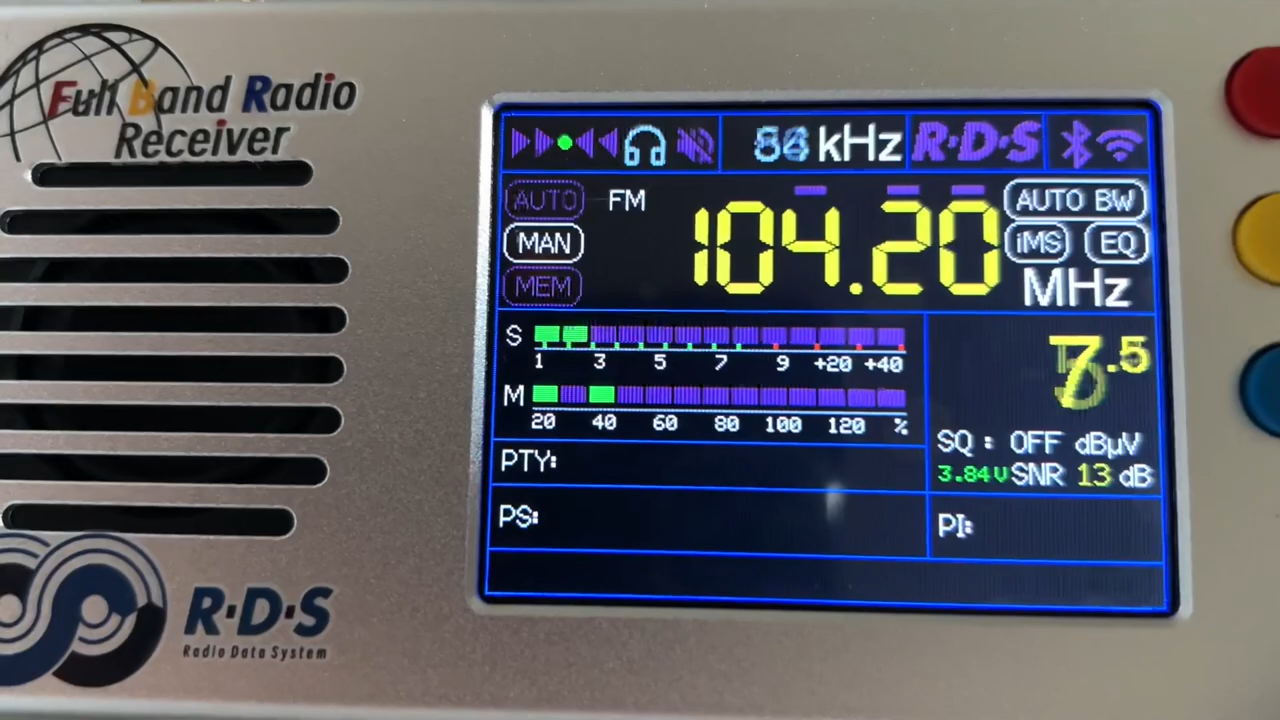 Full Band Radio
Receiver
kHz R·D·S
AUTO FM 104.20 AUTO BW
MAN iMS EQ
MEM MHz
S
1 3 5 7 9 +20 +40
M
20 40 60 80 100 120 %
.5
SQ : OFF dBµV
3.84V SNR 13 dB
PTY:
PS: PI:
R·D·S
Radio Data System